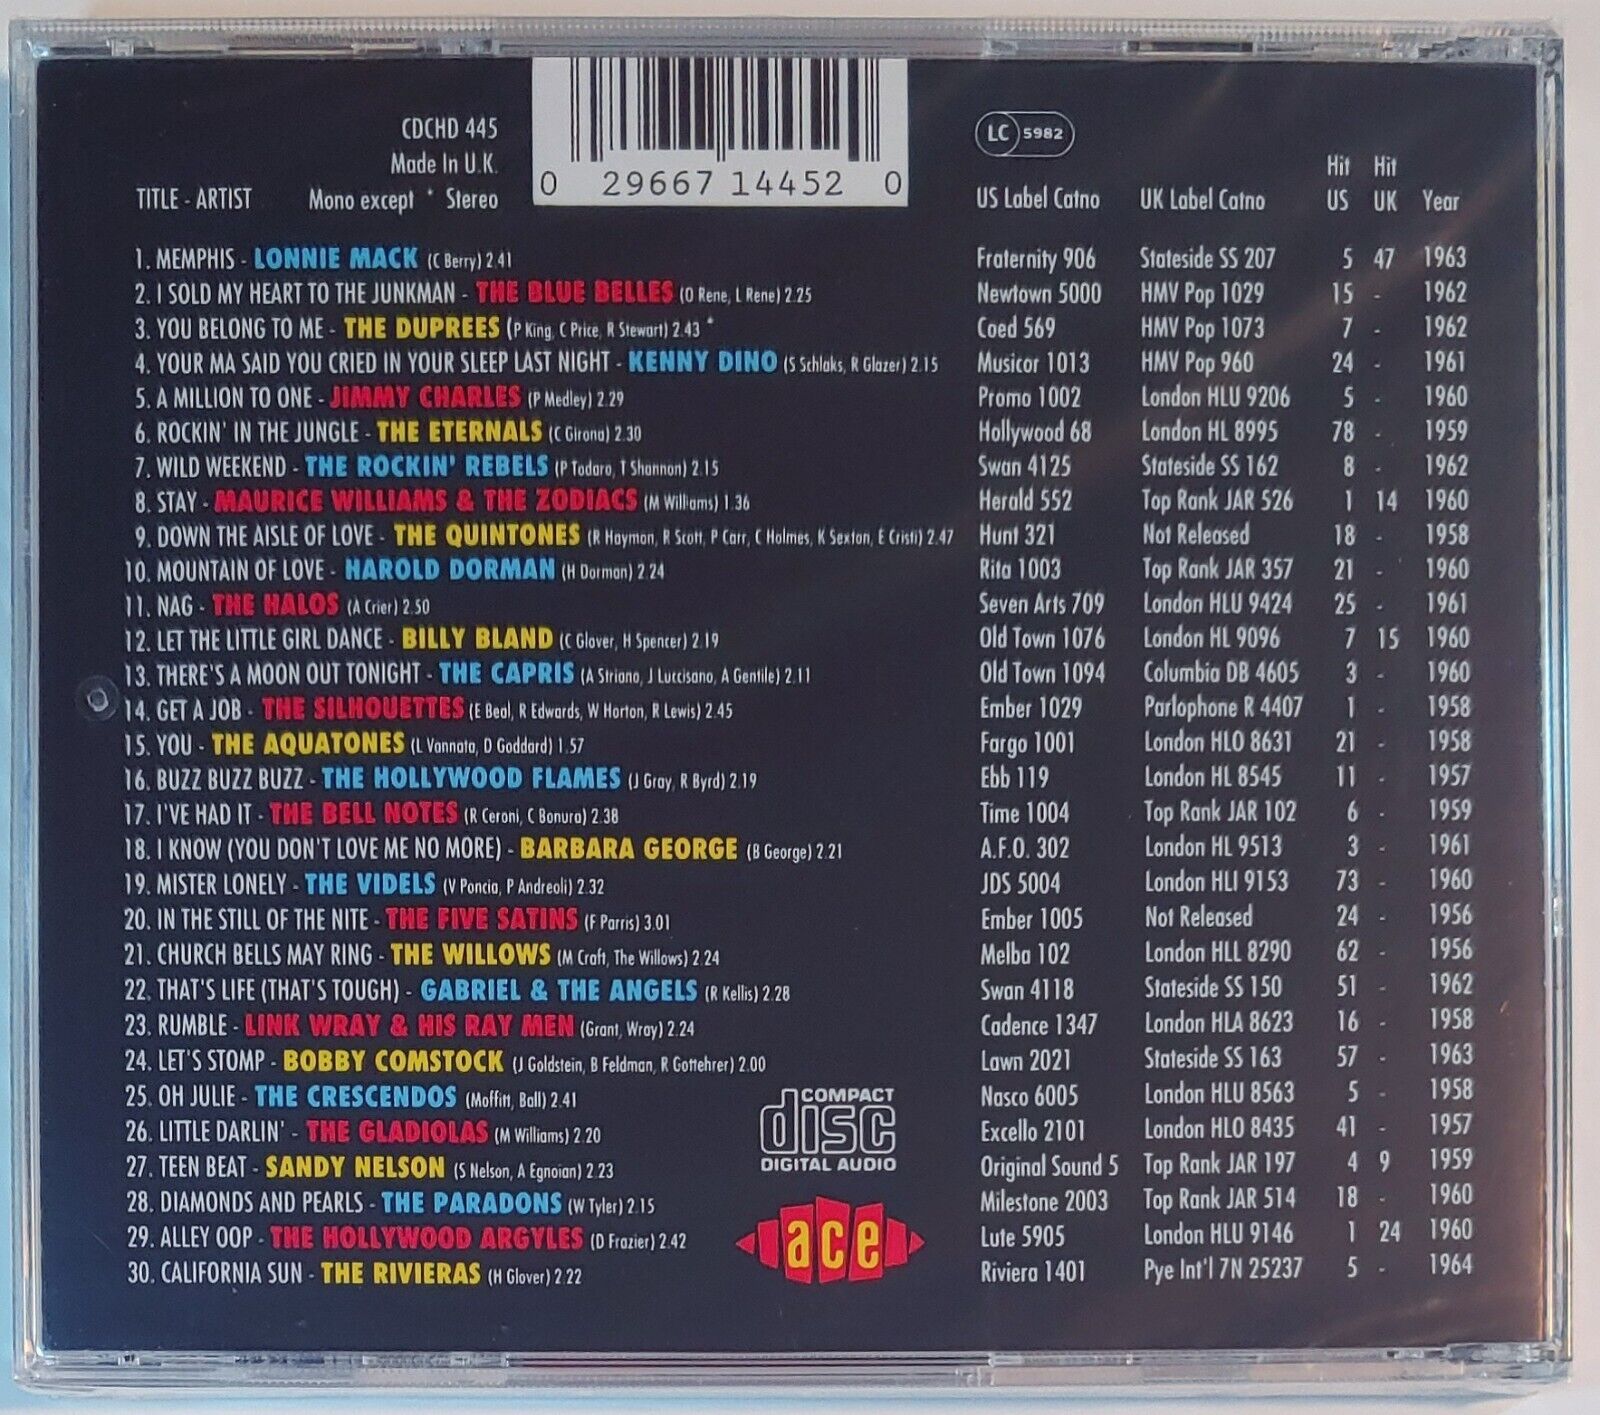 CDCHD 445
Made In U.K.
TITLE - ARTIST Mono except * Stereo
0 29667 14452 0
LC 5982
Hit Hit
US Label Catno UK Label Catno US UK Year
1. MEMPHIS - LONNIE MACK (C Berry) 2.41 Fraternity 906 Stateside SS 207 5 47 1963
2. I SOLD MY HEART TO THE JUNKMAN - THE BLUE BELLES (O Rene, L Rene) 2.25 Newtown 5000 HMV Pop 1029 15 - 1962
3. YOU BELONG TO ME - THE DUPREES (P King, C Price, R Stewart) 2.43 * Coed 569 HMV Pop 1073 7 - 1962
4. YOUR MA SAID YOU CRIED IN YOUR SLEEP LAST NIGHT - KENNY DINO (S Schlaks, R Glazer) 2.15 Musicor 1013 HMV Pop 960 24 - 1961
5. A MILLION TO ONE - JIMMY CHARLES (P Medley) 2.29 Promo 1002 London HLU 9206 5 - 1960
6. ROCKIN' IN THE JUNGLE - THE ETERNALS (C Girona) 2.30 Hollywood 68 London HL 8995 78 - 1959
7. WILD WEEKEND - THE ROCKIN' REBELS (P Todaro, T Shannon) 2.15 Swan 4125 Stateside SS 162 8 - 1962
8. STAY - MAURICE WILLIAMS & THE ZODIACS (M Williams) 1.36 Herald 552 Top Rank JAR 526 1 14 1960
9. DOWN THE AISLE OF LOVE - THE QUINTONES (R Hayman, R Scott, P Carr, C Holmes, K Sexton, E Cristi) 2.47 Hunt 321 Not Released 18 - 1958
10. MOUNTAIN OF LOVE - HAROLD DORMAN (H Dorman) 2.24 Rita 1003 Top Rank JAR 357 21 - 1960
11. NAG - THE HALOS (A Crier) 2.50 Seven Arts 709 London HLU 9424 25 - 1961
12. LET THE LITTLE GIRL DANCE - BILLY BLAND (C Glover, H Spencer) 2.19 Old Town 1076 London HL 9096 7 15 1960
13. THERE'S A MOON OUT TONIGHT - THE CAPRIS (A Striano, J Luccisano, A Gentile) 2.11 Old Town 1094 Columbia DB 4605 3 - 1960
14. GET A JOB - THE SILHOUETTES (E Beal, R Edwards, W Horton, R Lewis) 2.45 Ember 1029 Parlophone R 4407 1 - 1958
15. YOU - THE AQUATONES (L Vannata, D Goddard) 1.57 Fargo 1001 London HLO 8631 21 - 1958
16. BUZZ BUZZ BUZZ - THE HOLLYWOOD FLAMES (J Gray, R Byrd) 2.19 Ebb 119 London HL 8545 11 - 1957
17. I'VE HAD IT - THE BELL NOTES (R Ceroni, C Bonura) 2.38 Time 1004 Top Rank JAR 102 6 - 1959
18. I KNOW (YOU DON'T LOVE ME NO MORE) - BARBARA GEORGE (B George) 2.21 A.F.O. 302 London HL 9513 3 - 1961
19. MISTER LONELY - THE VIDELS (V Poncia, P Andreoli) 2.32 JDS 5004 London HLI 9153 73 - 1960
20. IN THE STILL OF THE NITE - THE FIVE SATINS (F Parris) 3.01 Ember 1005 Not Released 24 - 1956
21. CHURCH BELLS MAY RING - THE WILLOWS (M Craft, The Willows) 2.24 Melba 102 London HLL 8290 62 - 1956
22. THAT'S LIFE (THAT'S TOUGH) - GABRIEL & THE ANGELS (R Kellis) 2.28 Swan 4118 Stateside SS 150 51 - 1962
23. RUMBLE - LINK WRAY & HIS RAY MEN (Grant, Wray) 2.24 Cadence 1347 London HLA 8623 16 - 1958
24. LET'S STOMP - BOBBY COMSTOCK (J Goldstein, B Feldman, R Gottehrer) 2.00 Lawn 2021 Stateside SS 163 57 - 1963
25. OH JULIE - THE CRESCENDOS (Moffitt, Ball) 2.41 Nasco 6005 London HLU 8563 5 - 1958
26. LITTLE DARLIN' - THE GLADIOLAS (M Williams) 2.20 Excello 2101 London HLO 8435 41 - 1957
27. TEEN BEAT - SANDY NELSON (S Nelson, A Egnoian) 2.23 Original Sound 5 Top Rank JAR 197 4 9 1959
28. DIAMONDS AND PEARLS - THE PARADONS (W Tyler) 2.15 Milestone 2003 Top Rank JAR 514 18 - 1960
29. ALLEY OOP - THE HOLLYWOOD ARGYLES (D Frazier) 2.42 Lute 5905 London HLU 9146 1 24 1960
30. CALIFORNIA SUN - THE RIVIERAS (H Glover) 2.22 Riviera 1401 Pye Int'l 7N 25237 5 - 1964
COMPACT
disc
DIGITAL AUDIO
ace